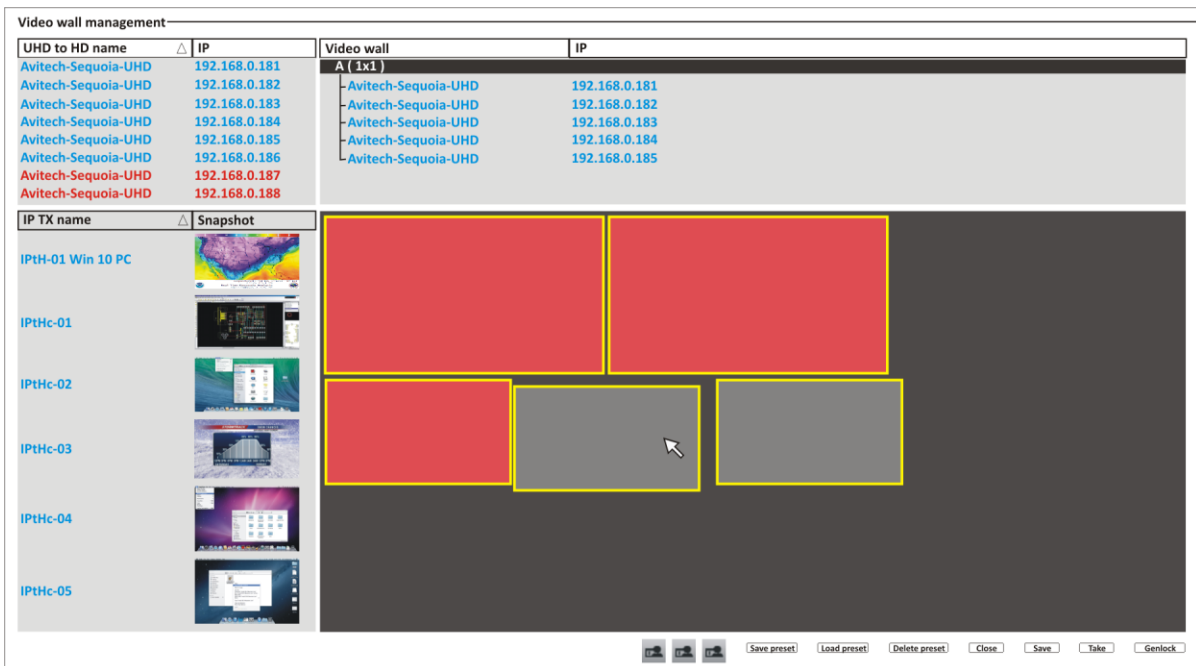 Video wall management
UHD to HD name IP
Avitech-Sequoia-UHD 192.168.0.181
Avitech-Sequoia-UHD 192.168.0.182
Avitech-Sequoia-UHD 192.168.0.183
Avitech-Sequoia-UHD 192.168.0.184
Avitech-Sequoia-UHD 192.168.0.185
Avitech-Sequoia-UHD 192.168.0.186
Avitech-Sequoia-UHD 192.168.0.187
Avitech-Sequoia-UHD 192.168.0.188
Video wall IP
A ( 1x1 )
Avitech-Sequoia-UHD 192.168.0.181
Avitech-Sequoia-UHD 192.168.0.182
Avitech-Sequoia-UHD 192.168.0.183
Avitech-Sequoia-UHD 192.168.0.184
Avitech-Sequoia-UHD 192.168.0.185
IP TX name Snapshot
IPtH-01 Win 10 PC
IPtHc-01
IPtHc-02
IPtHc-03
IPtHc-04
IPtHc-05
Save preset Load preset Delete preset Close Save Take Genlock